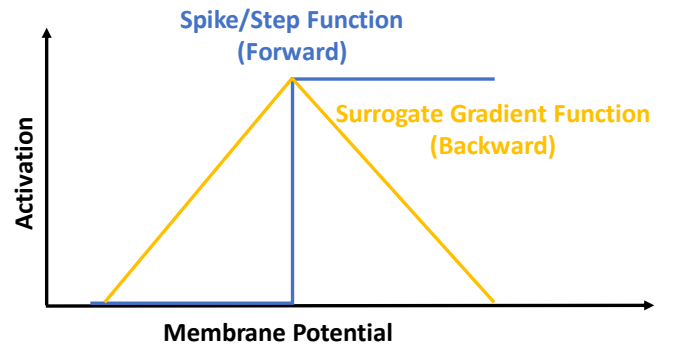 Spike/Step Function
(Forward)
Surrogate Gradient Function
(Backward)
Activation
Membrane Potential